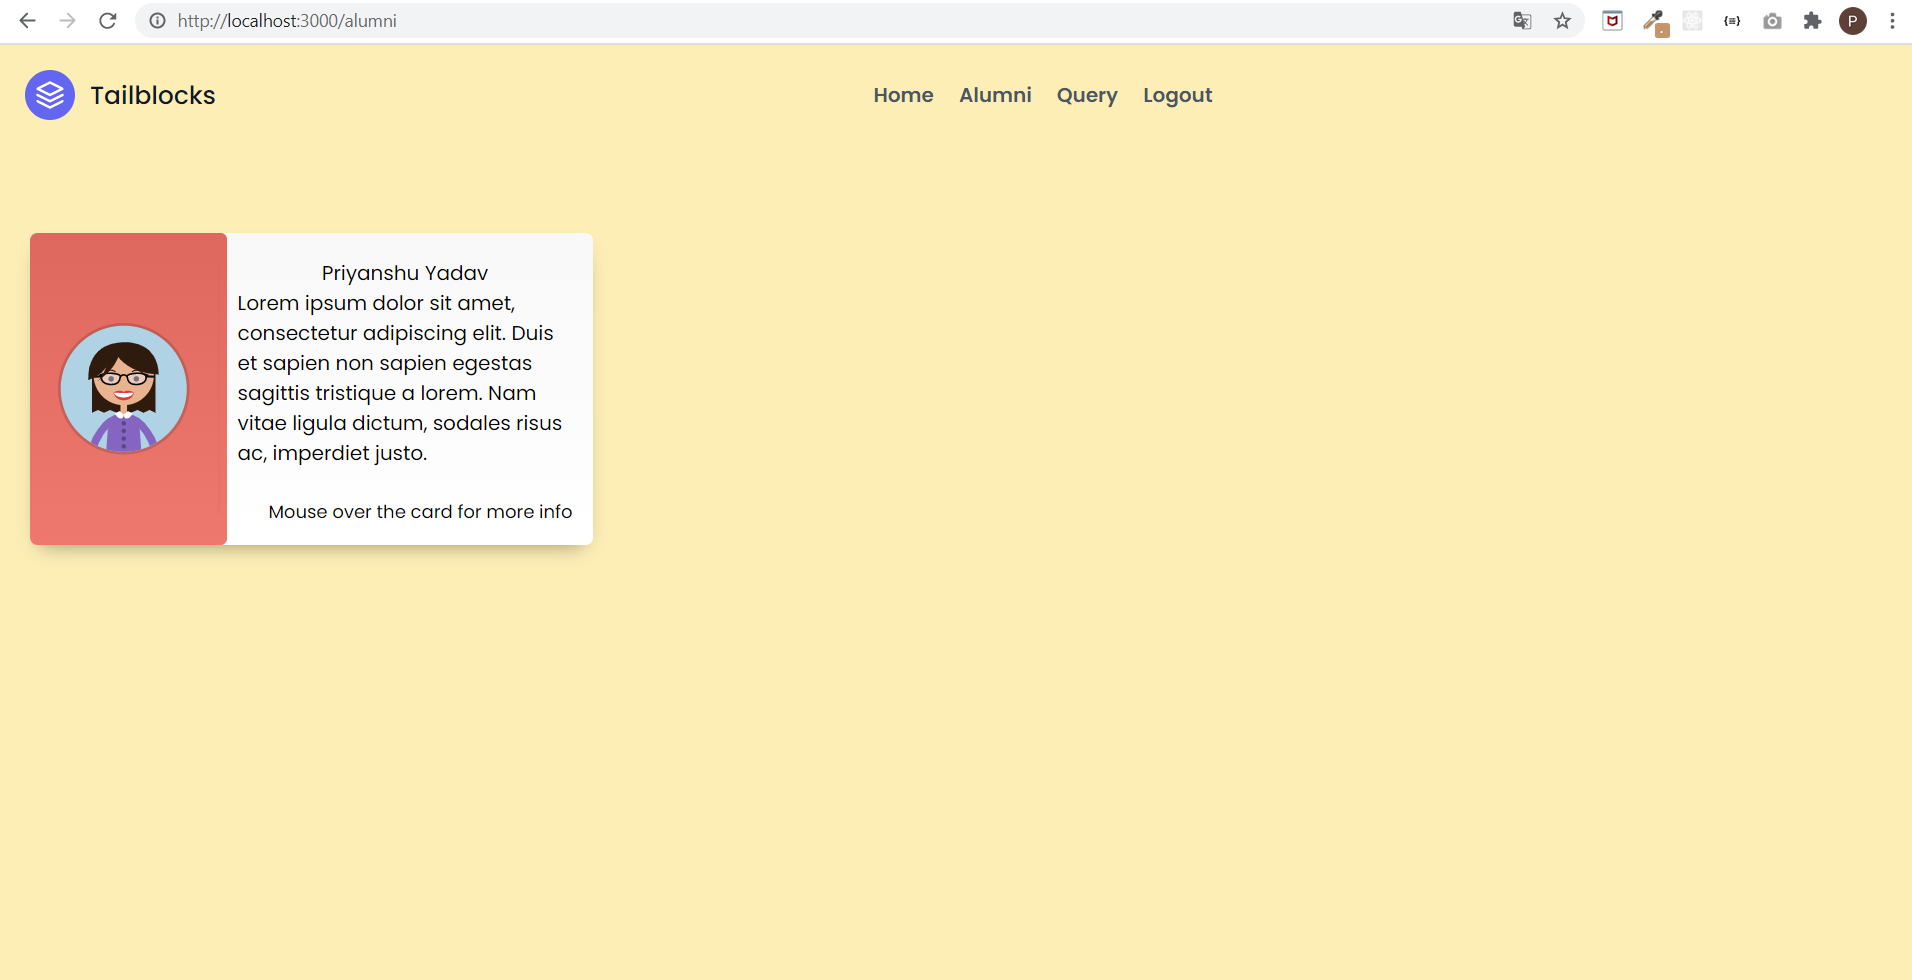 http://localhost:3000/alumni
P
Tailblocks
Home Alumni Query Logout
Priyanshu Yadav
Lorem ipsum dolor sit amet,
consectetur adipiscing elit. Duis
et sapien non sapien egestas
sagittis tristique a lorem. Nam
vitae ligula dictum, sodales risus
ac, imperdiet justo.
Mouse over the card for more info